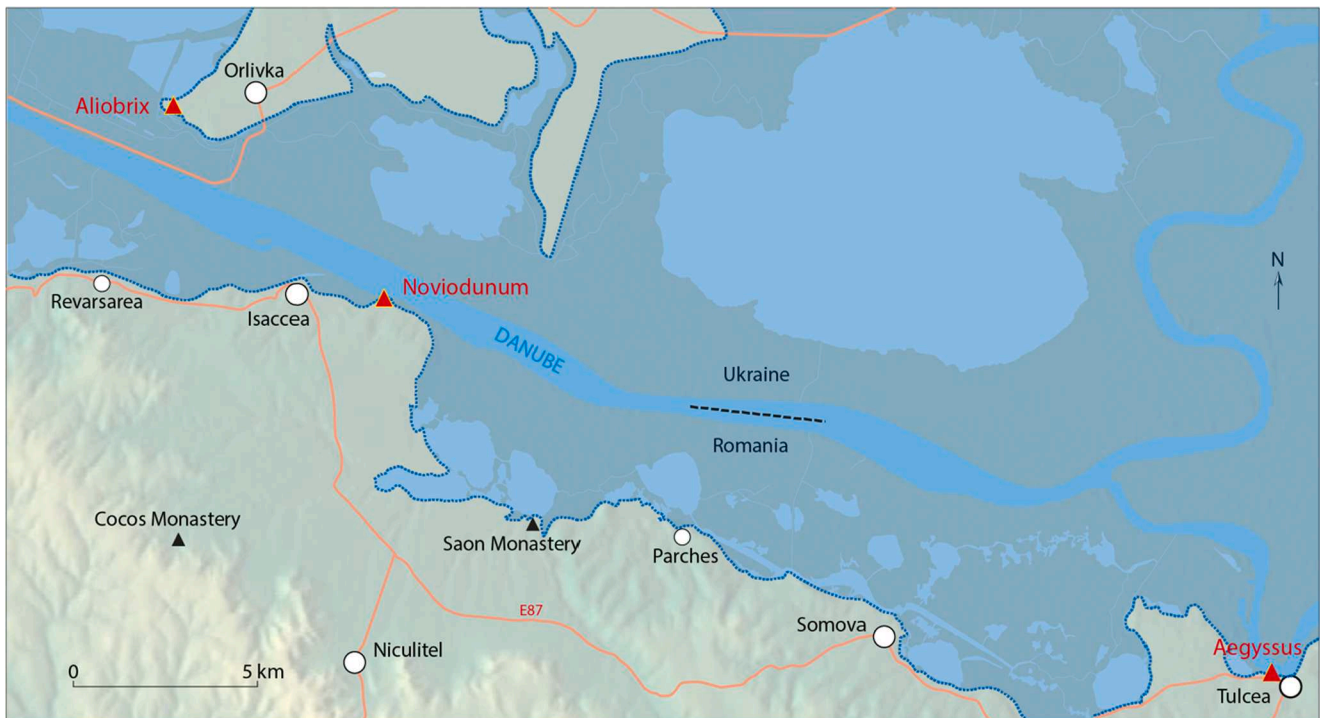 Orlivka
Aliobrix
N
Revarsarea
Isaccea
Noviodunum
DANUBE
Ukraine
Romania
Cocos Monastery
Saon Monastery
Parches
E87
Somova
Niculitel
Aegyssus
Tulcea
0 5 km